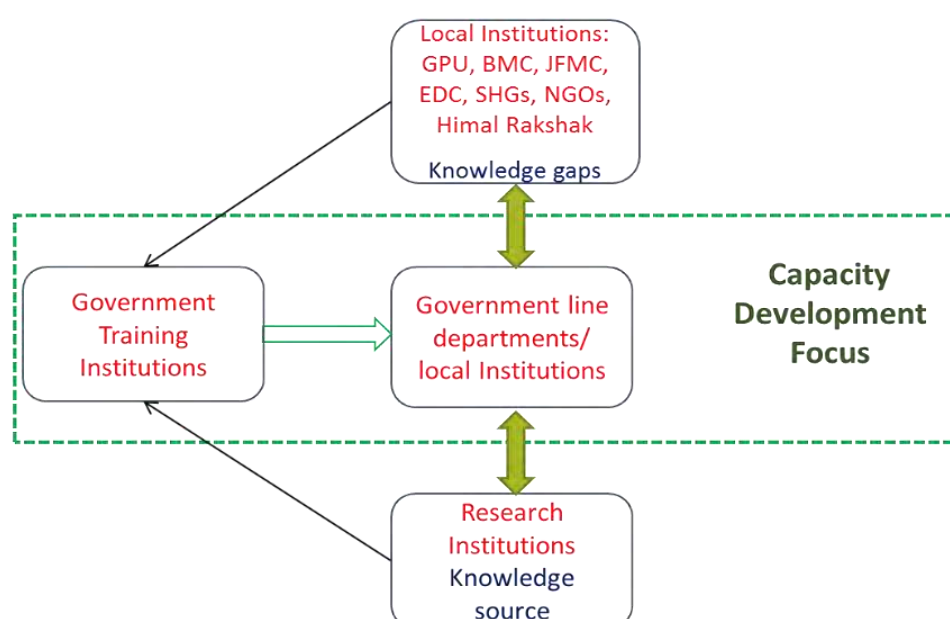 Local Institutions:
GPU, BMC, JFMC,
EDC, SHGs, NGOs,
Himal Rakshak
Knowledge gaps
Government
Training
Institutions
Government line
departments/
local Institutions
Capacity
Development
Focus
Research
Institutions
Knowledge
source